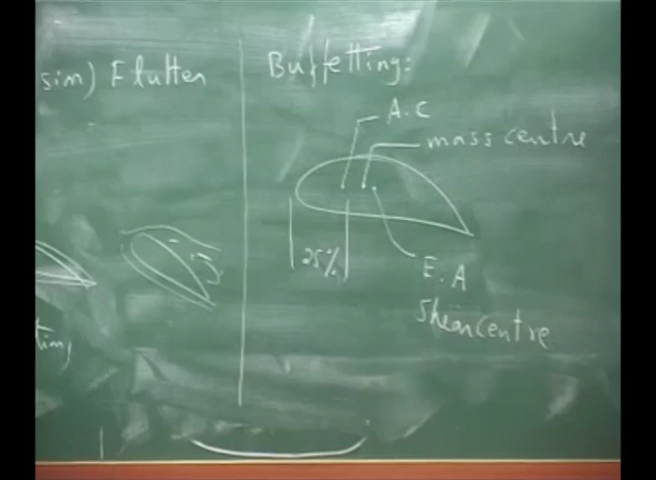 sim) Flutter
Buffetting:
A.C
mass centre
25%
E.A
Shear centre